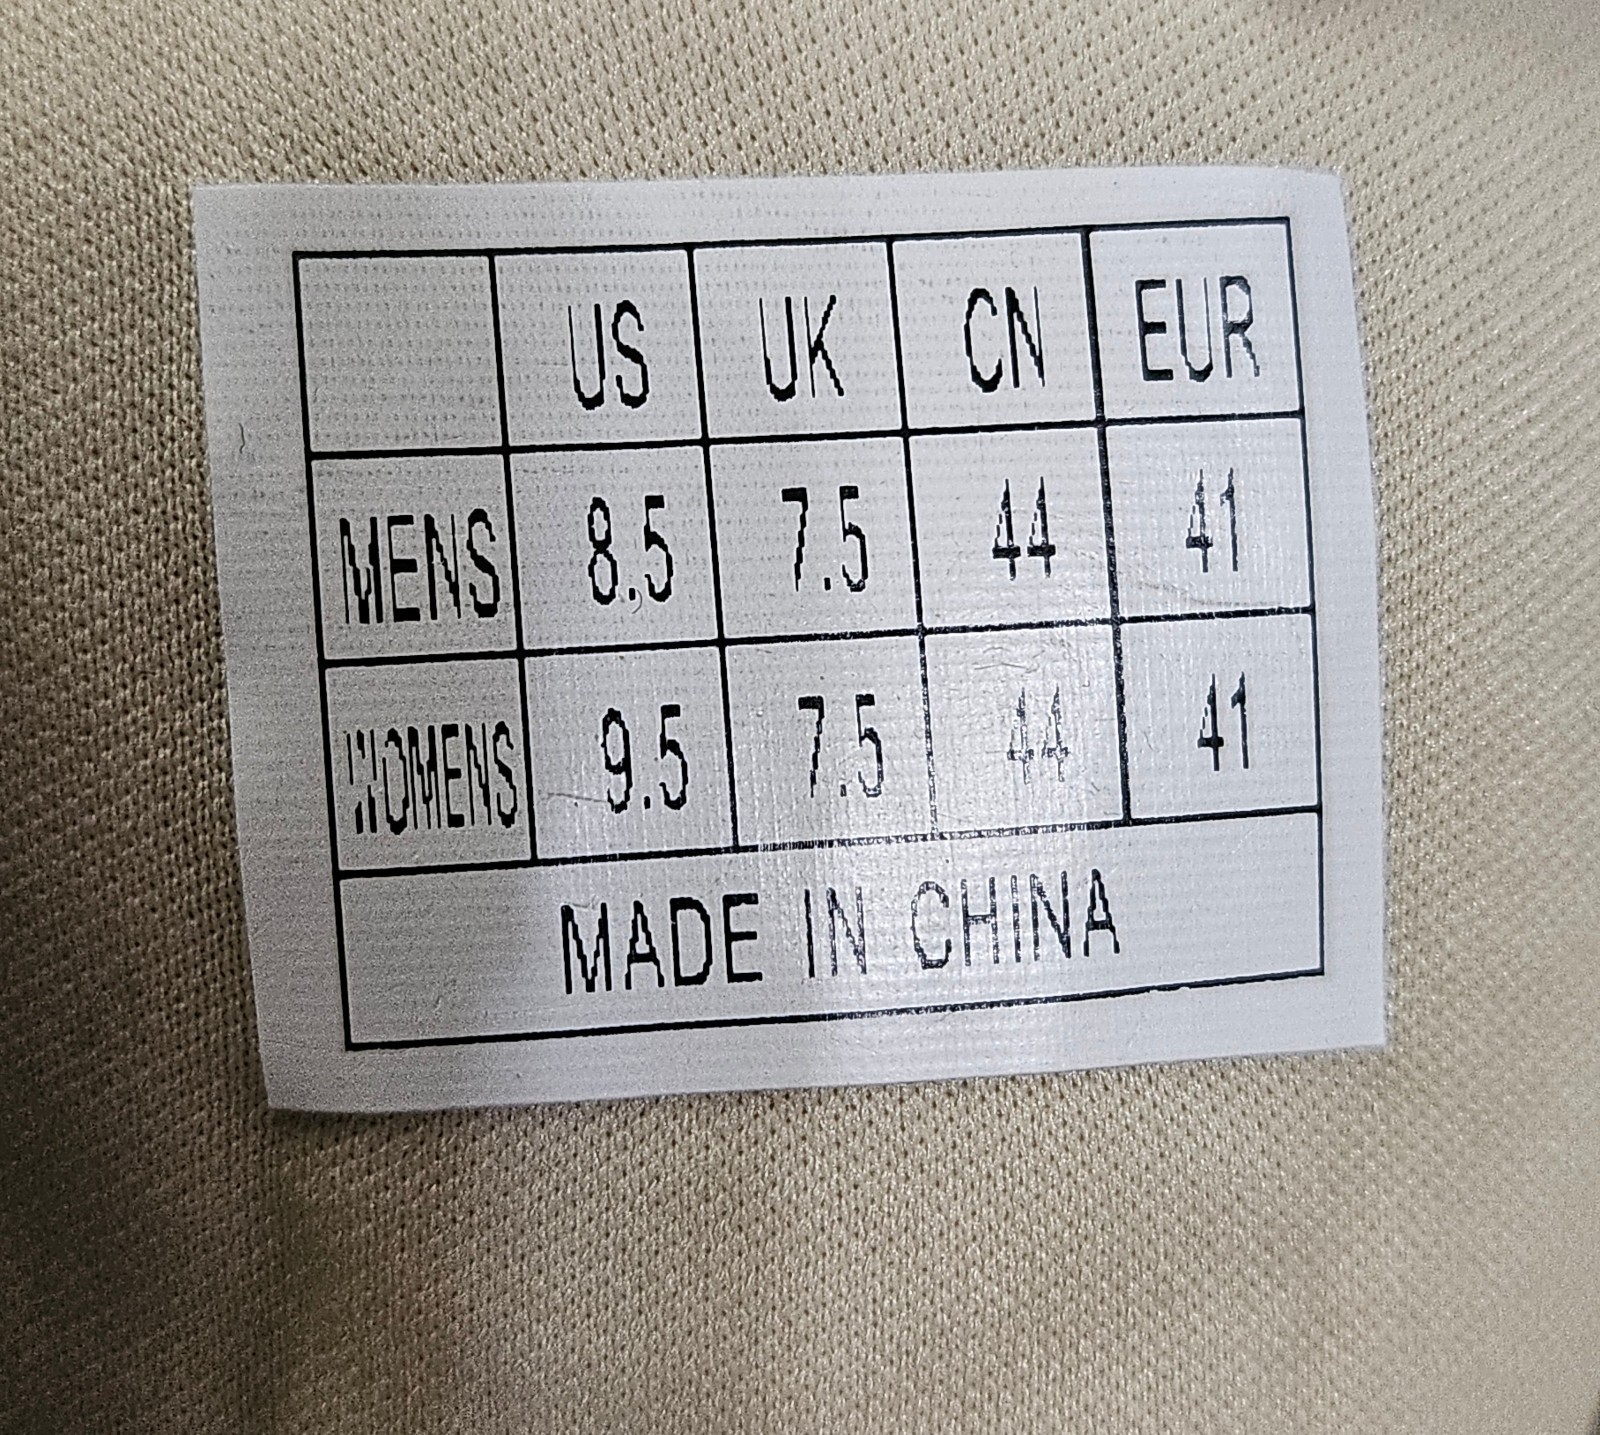 US UK CN EUR
MENS 8.5 7.5 44 41
WOMENS 9.5 7.5 44 41
MADE IN CHINA